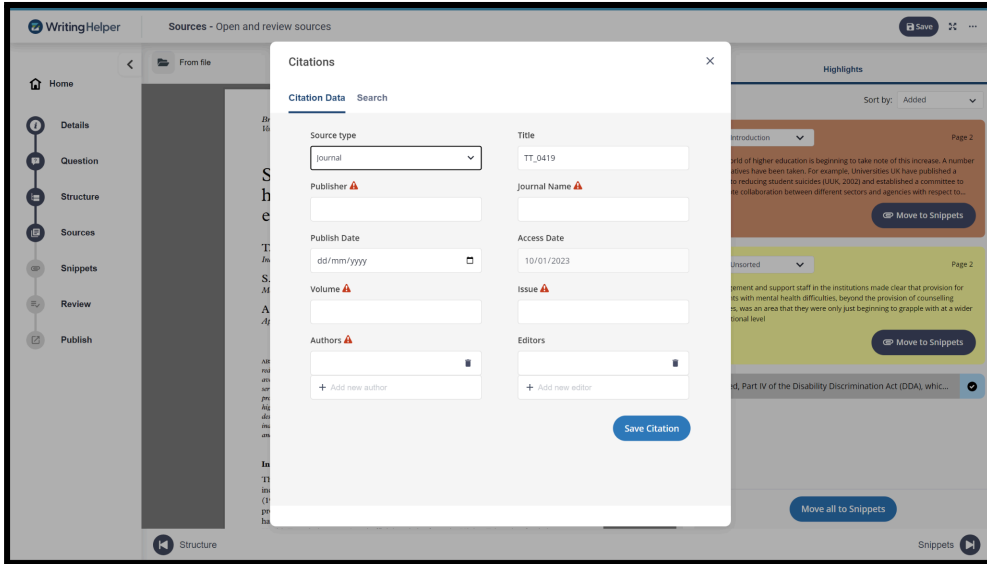 WritingHelper
Sources - Open and review sources
Save
Home
Details
Question
Structure
Sources
Snippets
Review
Publish
From file
Citations
Citation Data Search
Source type
Journal
Title
TT_0419
Publisher
Journal Name
Publish Date
dd/mm/yyyy
Access Date
10/01/2023
Volume
Issue
Authors
Editors
+ Add new author
+ Add new editor
Save Citation
Highlights
Sort by: Added
Introduction
Page 2
of higher education is beginning to take note of this increase. A number
have been taken. For example, Universities UK have published a
to reducing student suicides (UUK, 2002) and established a committee to
collaboration between different sectors and agencies with respect to...
Move to Snippets
Unsorted
Page 2
and support staff in the institutions made clear that provision for
with mental health difficulties, beyond the provision of counselling
was an area that they were only just beginning to grapple with at a wider
level
Move to Snippets
Part IV of the Disability Discrimination Act (DDA), whic...
Move all to Snippets
Structure
Snippets